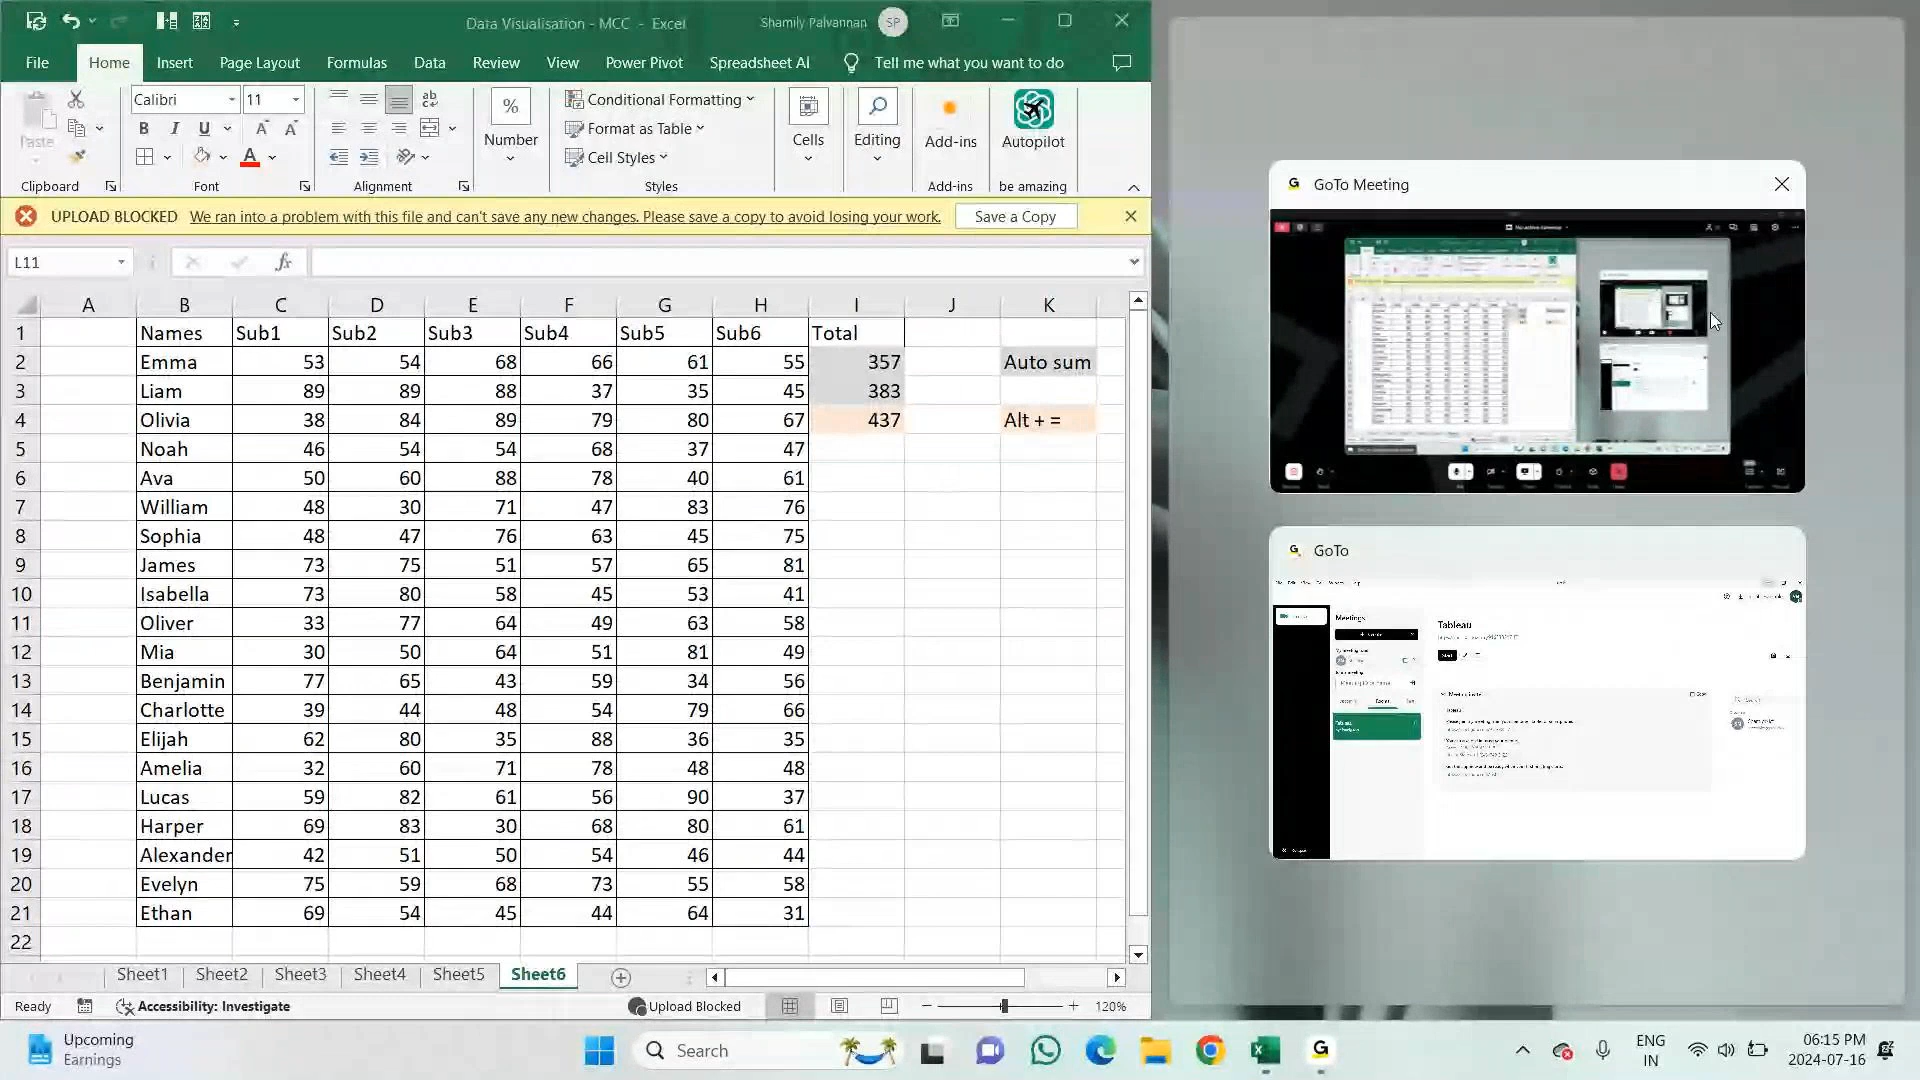 Data Visualisation - MCC - Excel
Shamily Palvannan
SP
File Home Insert Page Layout Formulas Data Review View Power Pivot Spreadsheet AI Tell me what you want to do
Paste
Calibri 11
B I U
A
Number
Conditional Formatting
Format as Table
Cell Styles
Cells
Editing
Add-ins
Autopilot
Clipboard Font Alignment Styles Add-ins be amazing
UPLOAD BLOCKED We ran into a problem with this file and can't save any new changes. Please save a copy to avoid losing your work. Save a Copy
L11 fx
A B C D E F G H I J K
1 Names Sub1 Sub2 Sub3 Sub4 Sub5 Sub6 Total
2 Emma 53 54 68 66 61 55 357 Auto sum
3 Liam 89 89 88 37 35 45 383
4 Olivia 38 84 89 79 80 67 437 Alt + =
5 Noah 46 54 54 68 37 47
6 Ava 50 60 88 78 40 61
7 William 48 30 71 47 83 76
8 Sophia 48 47 76 63 45 75
9 James 73 75 51 57 65 81
10 Isabella 73 80 58 45 53 41
11 Oliver 33 77 64 49 63 58
12 Mia 30 50 64 51 81 49
13 Benjamin 77 65 43 59 34 56
14 Charlotte 39 44 48 54 79 66
15 Elijah 62 80 35 88 36 35
16 Amelia 32 60 71 78 48 48
17 Lucas 59 82 61 56 90 37
18 Harper 69 83 30 68 80 61
19 Alexander 42 51 50 54 46 44
20 Evelyn 75 59 68 73 55 58
21 Ethan 69 54 45 44 64 31
22
Sheet1 Sheet2 Sheet3 Sheet4 Sheet5 Sheet6
Ready Accessibility: Investigate Upload Blocked 120%
GoTo Meeting
GoTo
Meetings
Tableau
Start
Upcoming
Earnings
Search
ENG
IN
06:15 PM
2024-07-16